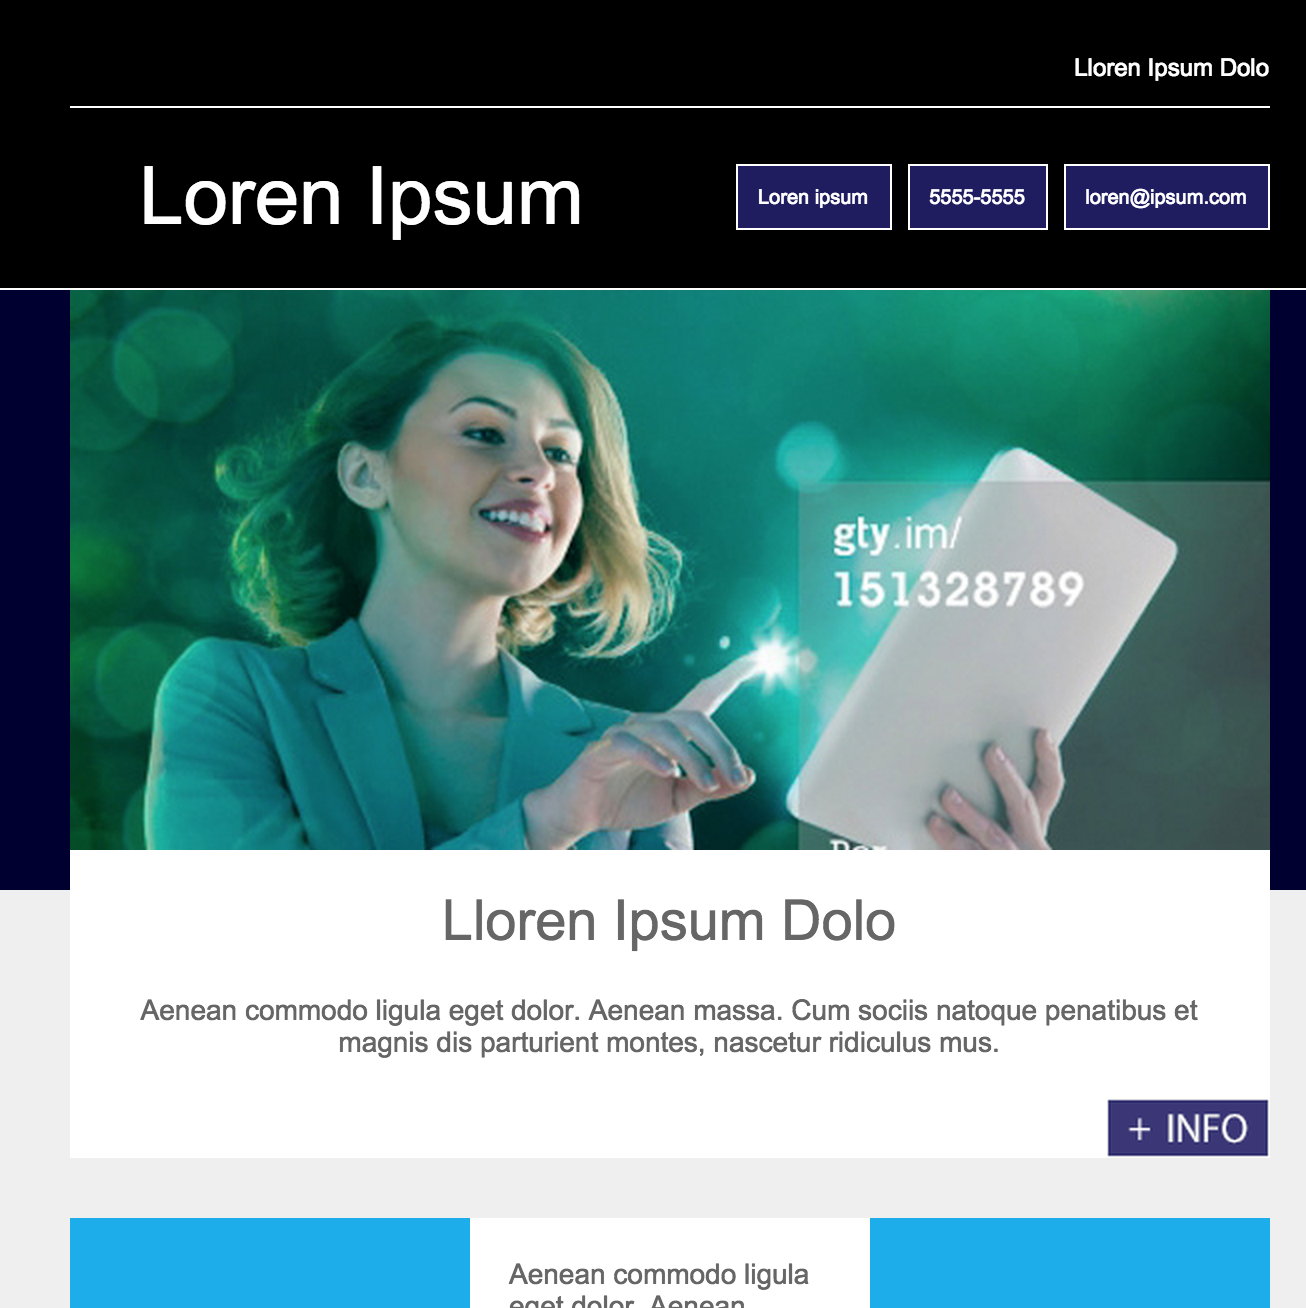 Lloren Ipsum Dolo
Loren Ipsum
Loren ipsum
5555-5555
loren@ipsum.com
gty.im/
151328789
Lloren Ipsum Dolo
Aenean commodo ligula eget dolor. Aenean massa. Cum sociis natoque penatibus et
magnis dis parturient montes, nascetur ridiculus mus.
+ INFO
Aenean commodo ligula
eget dolor. Aenean